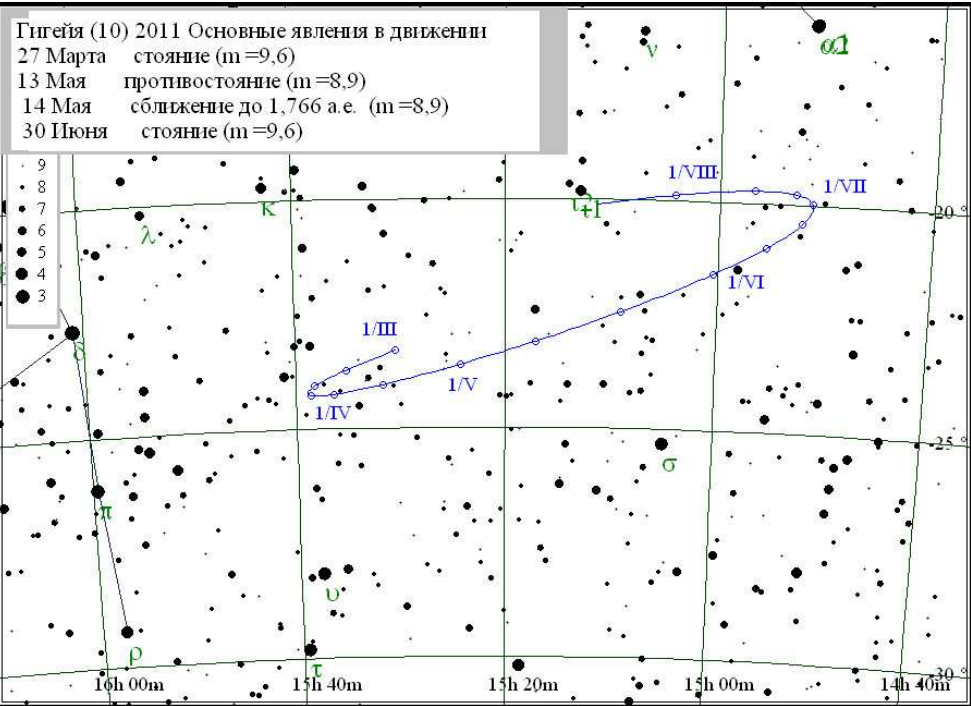 Гигейя (10) 2011 Основные явления в движении
27 Марта стояние (m =9,6)
13 Мая противостояние (m =8,9)
14 Мая сближение до 1,766 а.е. (m =8,9)
30 Июня стояние (m =9,6)
ν
α2
9
8
7
6
5
4
3
κ
λ
ι1
1/VIII
1/VII
20 °
1/VI
δ
1/III
1/V
1/IV
25 °
σ
π
υ
ρ
τ
30 °
16h 00m 15h 40m 15h 20m 15h 00m 14h 40m